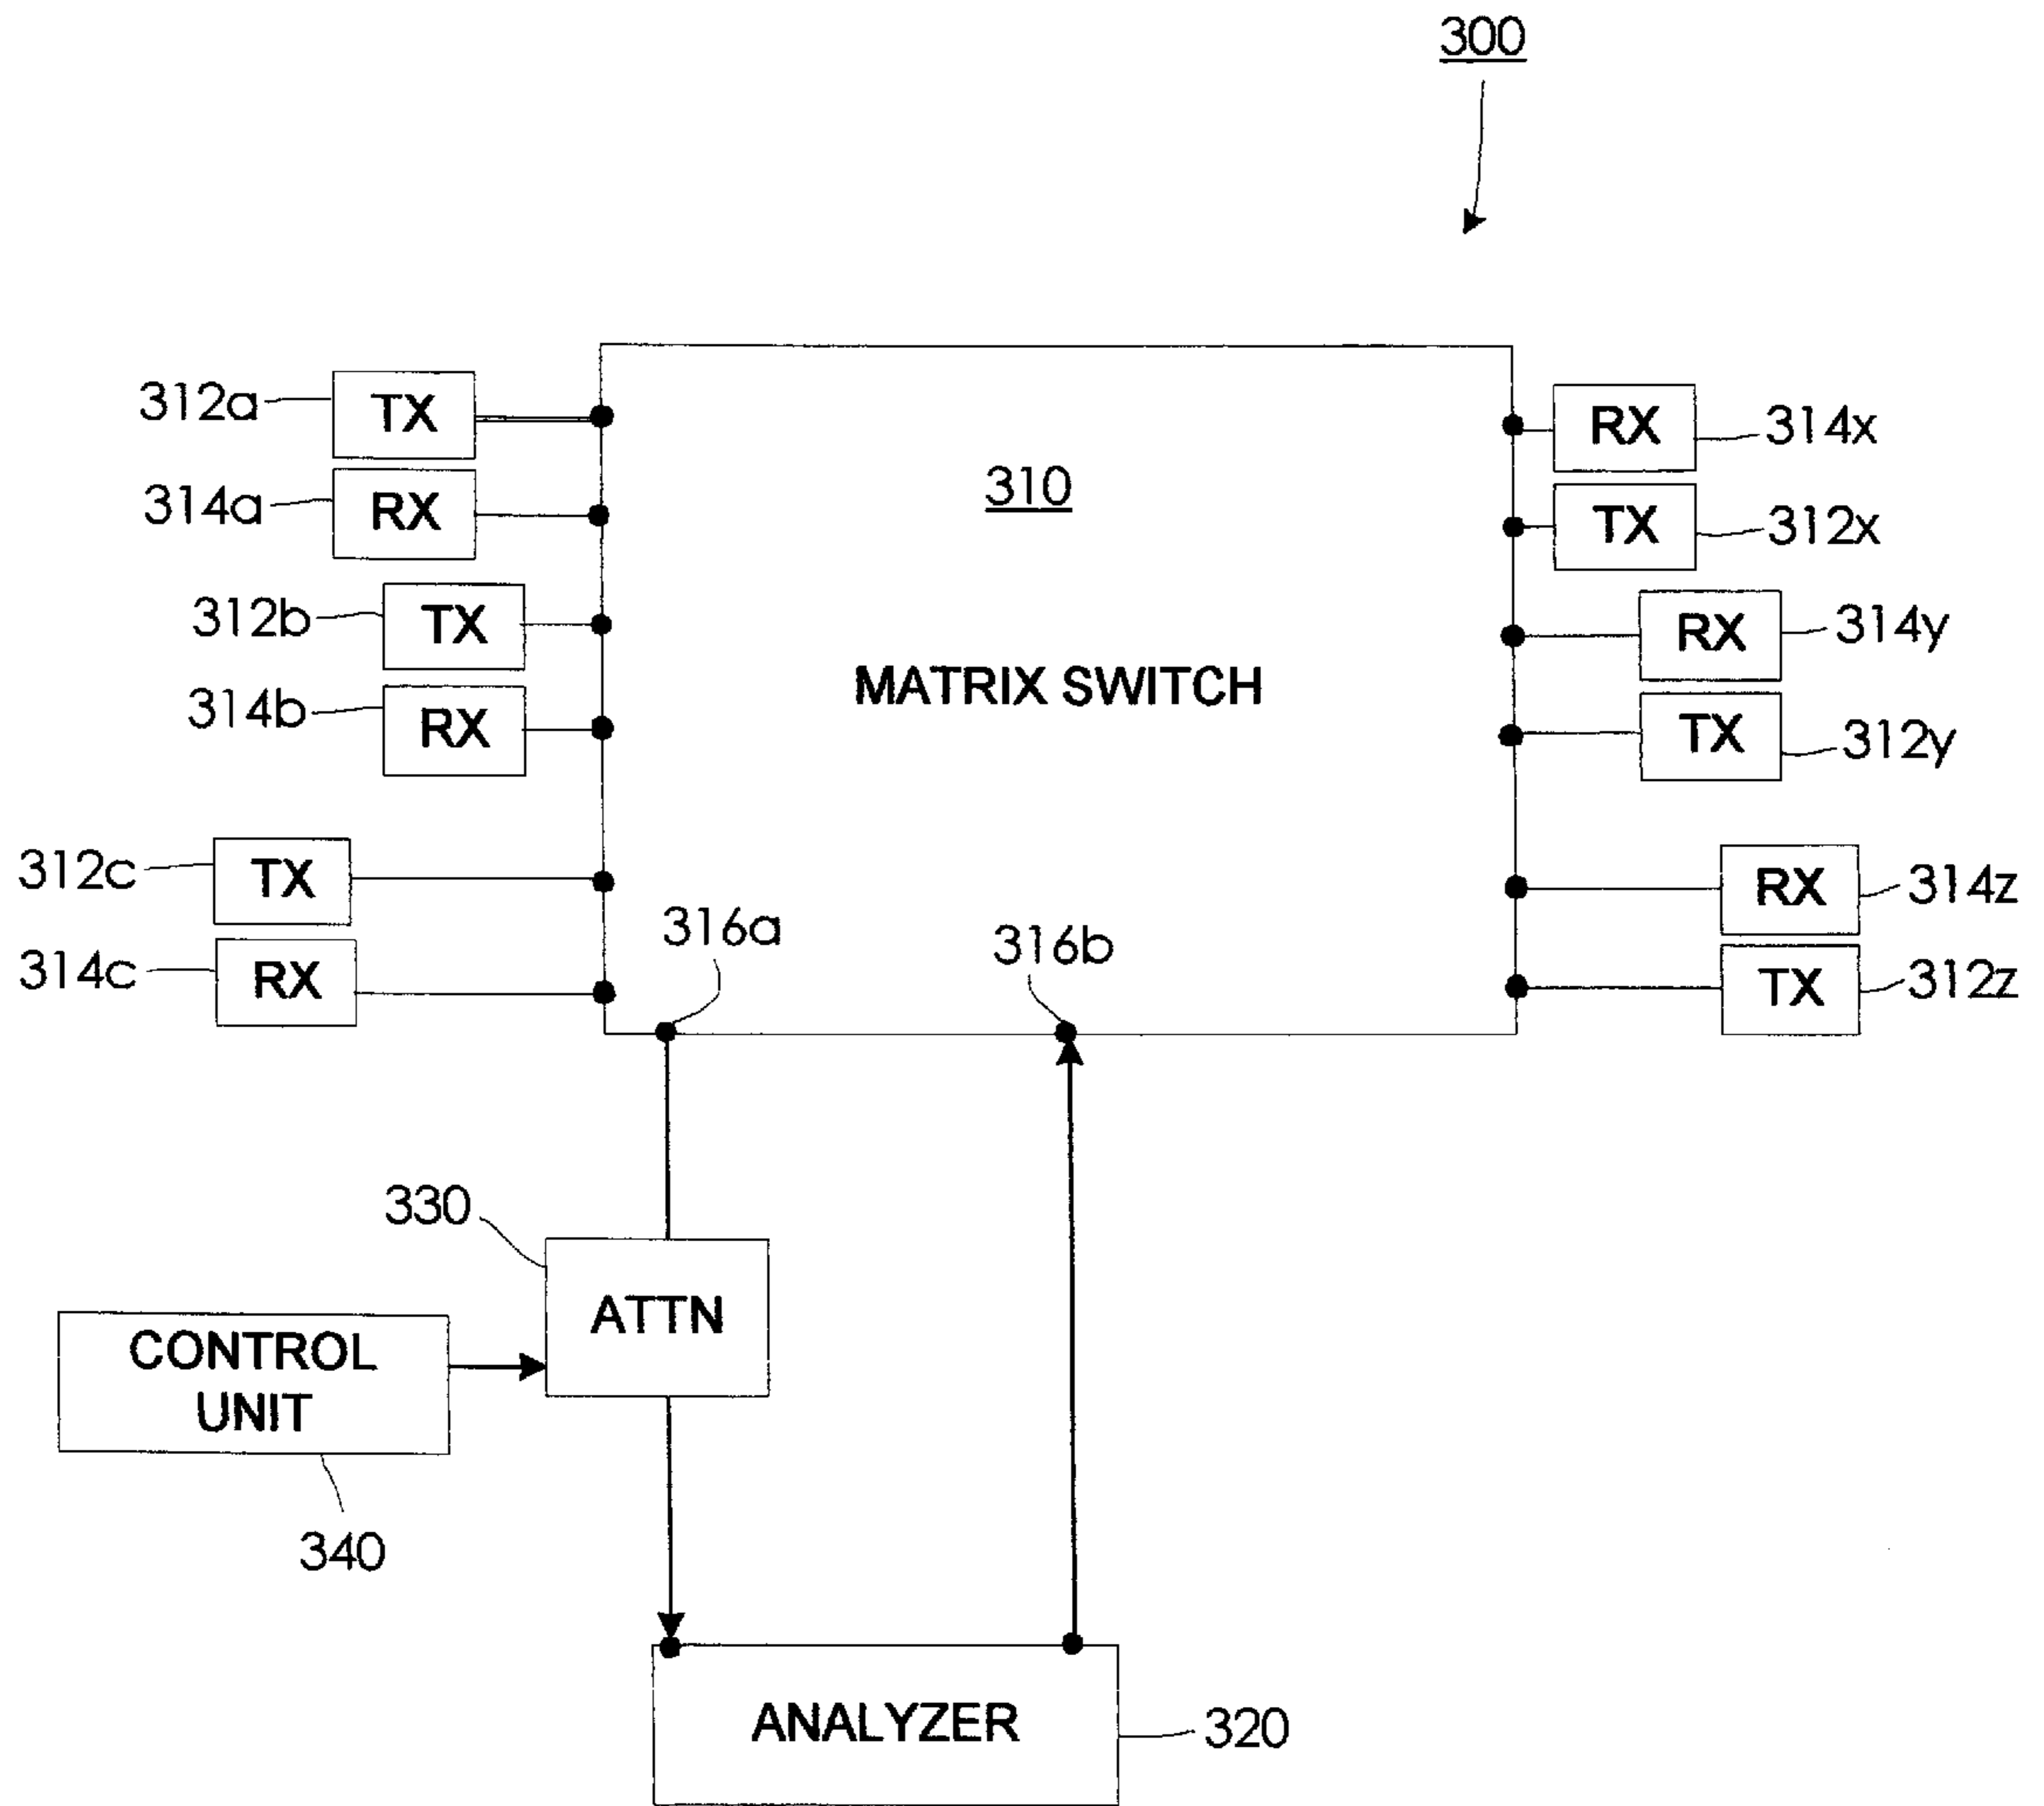 300
312a TX
314a RX
312b TX
314b RX
312c TX
314c RX
310
MATRIX SWITCH
RX 314x
TX 312x
RX 314y
TX 312y
RX 314z
TX 312z
316a
316b
330
ATTN
CONTROL
UNIT
340
ANALYZER
320